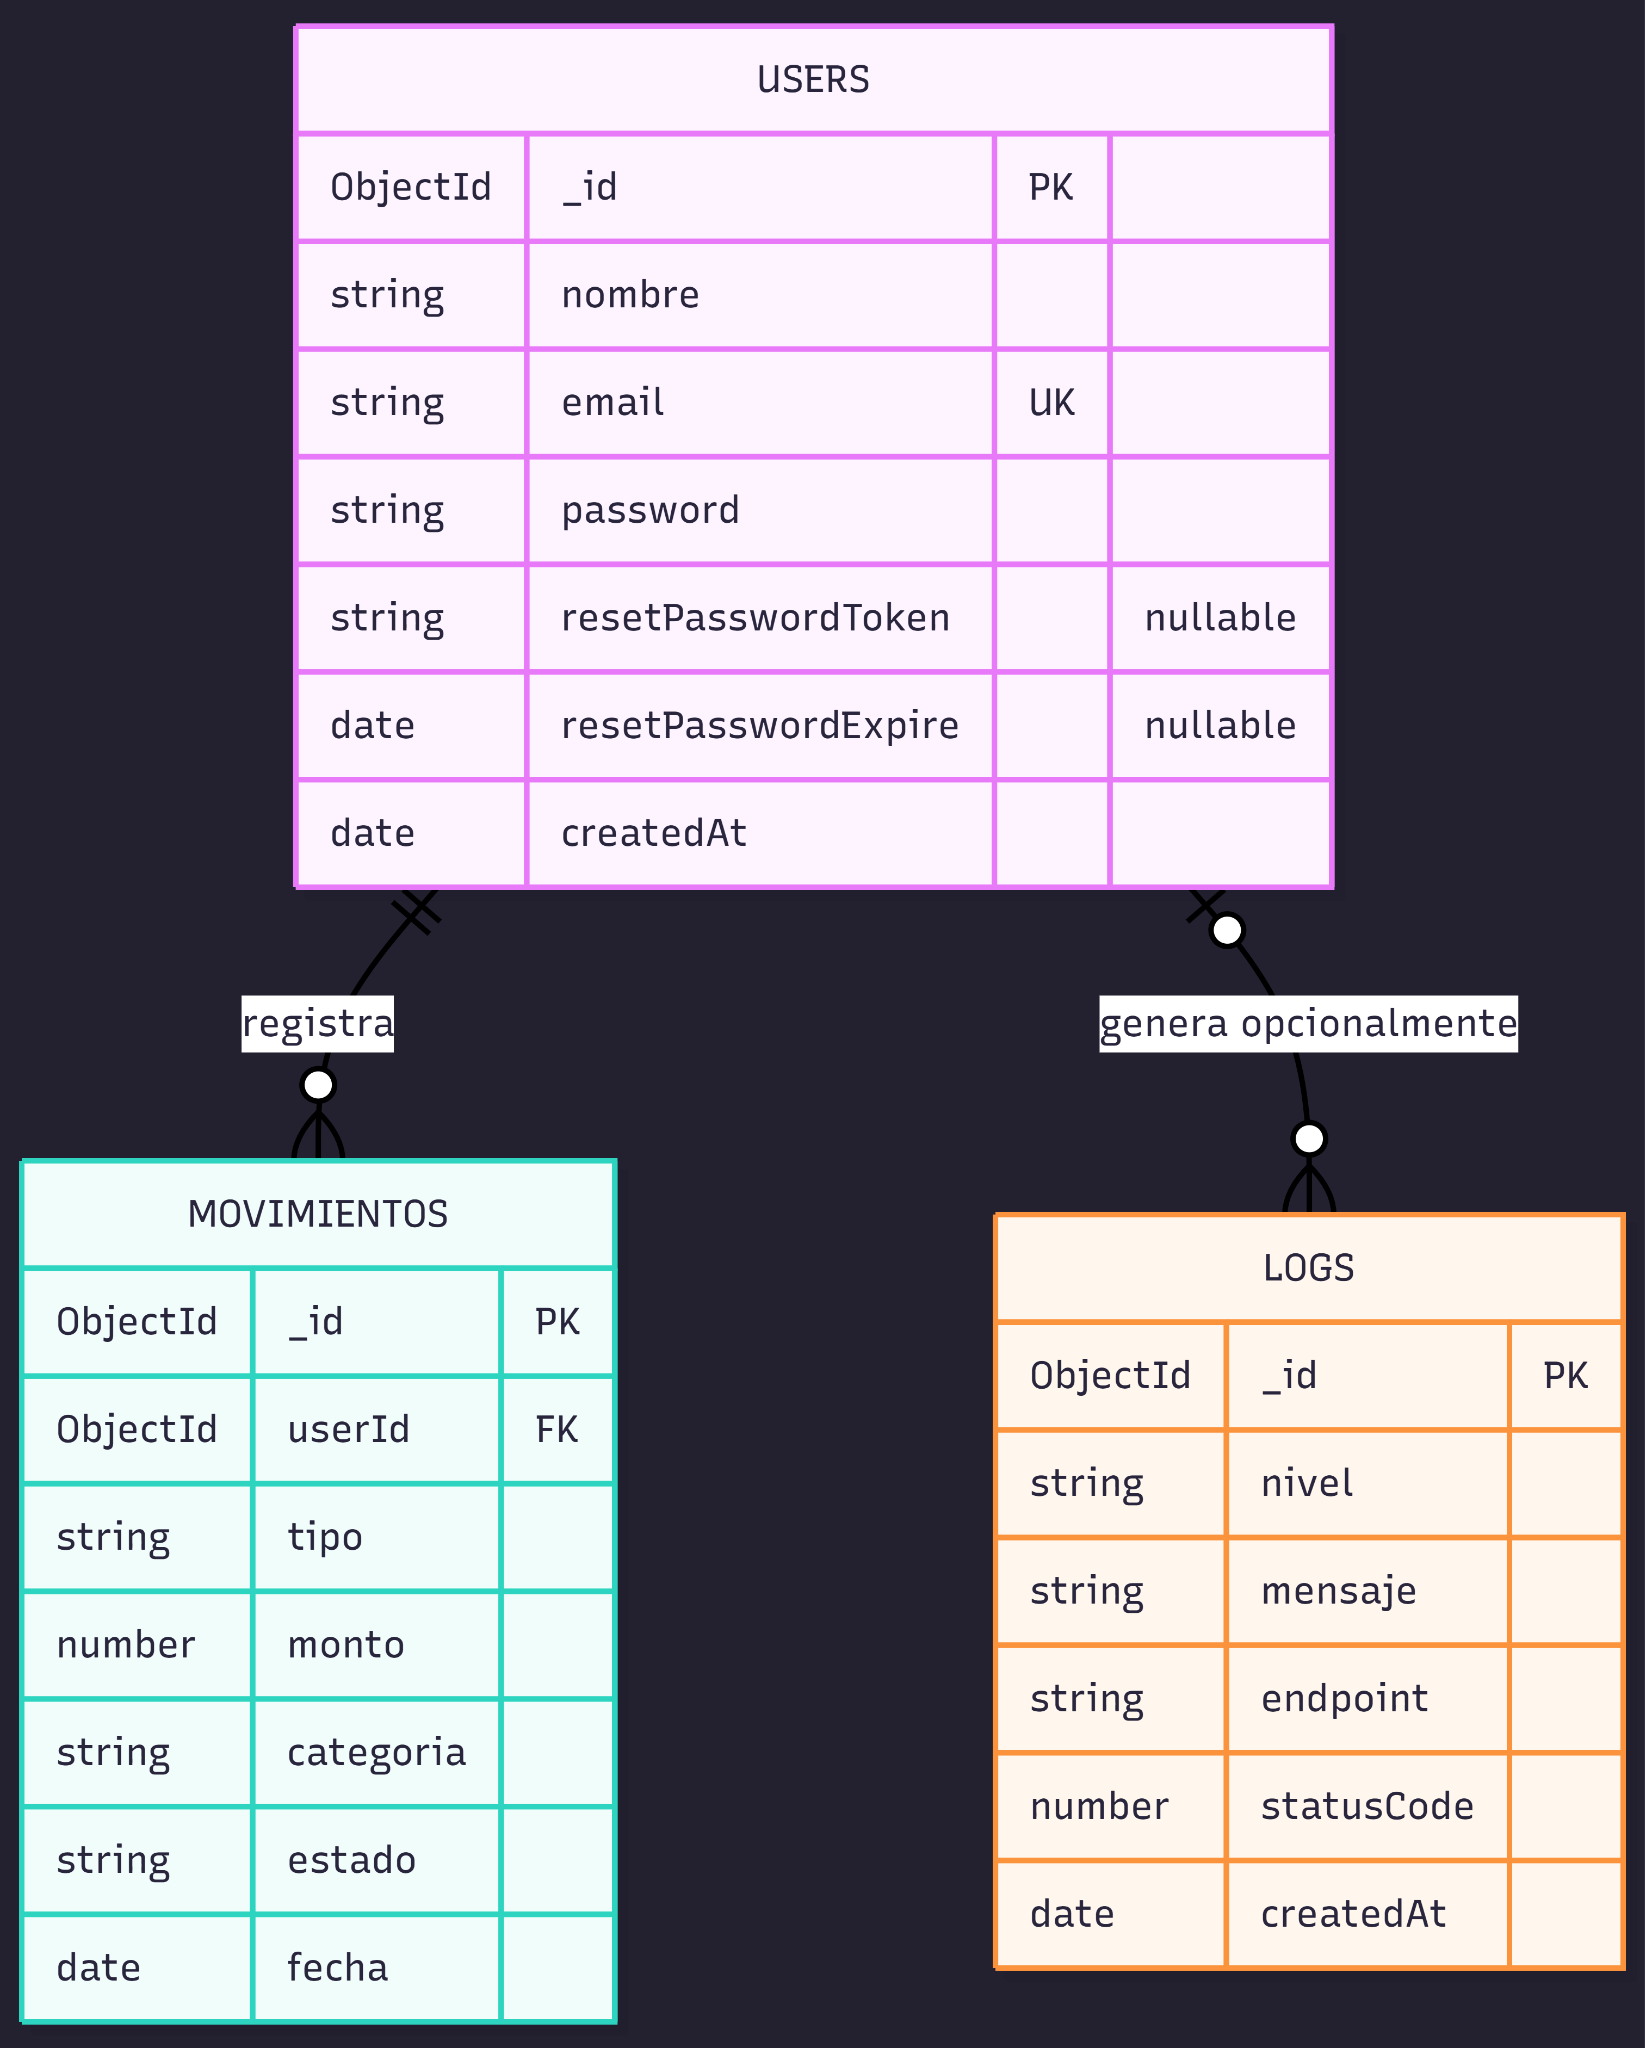 USERS
ObjectId _id PK
string nombre
string email UK
string password
string resetPasswordToken nullable
date resetPasswordExpire nullable
date createdAt
registra
genera opcionalmente
MOVIMIENTOS
ObjectId _id PK
ObjectId userId FK
string tipo
number monto
string categoria
string estado
date fecha
LOGS
ObjectId _id PK
string nivel
string mensaje
string endpoint
number statusCode
date createdAt